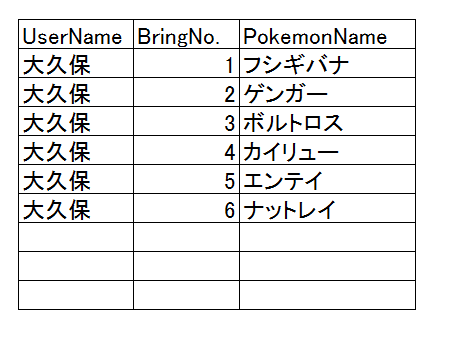 UserName BringNo. PokemonName
大久保 1 フシギバナ
大久保 2 ゲンガー
大久保 3 ボルトロス
大久保 4 カイリュー
大久保 5 エンテイ
大久保 6 ナットレイ